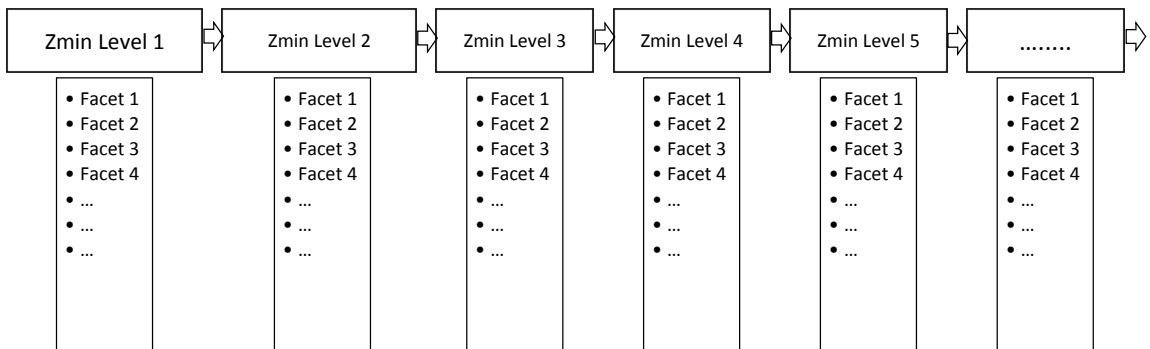 Zmin Level 1
• Facet 1
• Facet 2
• Facet 3
• Facet 4
• ...
• ...
• ...
Zmin Level 2
• Facet 1
• Facet 2
• Facet 3
• Facet 4
• ...
• ...
• ...
Zmin Level 3
• Facet 1
• Facet 2
• Facet 3
• Facet 4
• ...
• ...
• ...
Zmin Level 4
• Facet 1
• Facet 2
• Facet 3
• Facet 4
• ...
• ...
• ...
Zmin Level 5
• Facet 1
• Facet 2
• Facet 3
• Facet 4
• ...
• ...
• ...
........
• Facet 1
• Facet 2
• Facet 3
• Facet 4
• ...
• ...
• ...